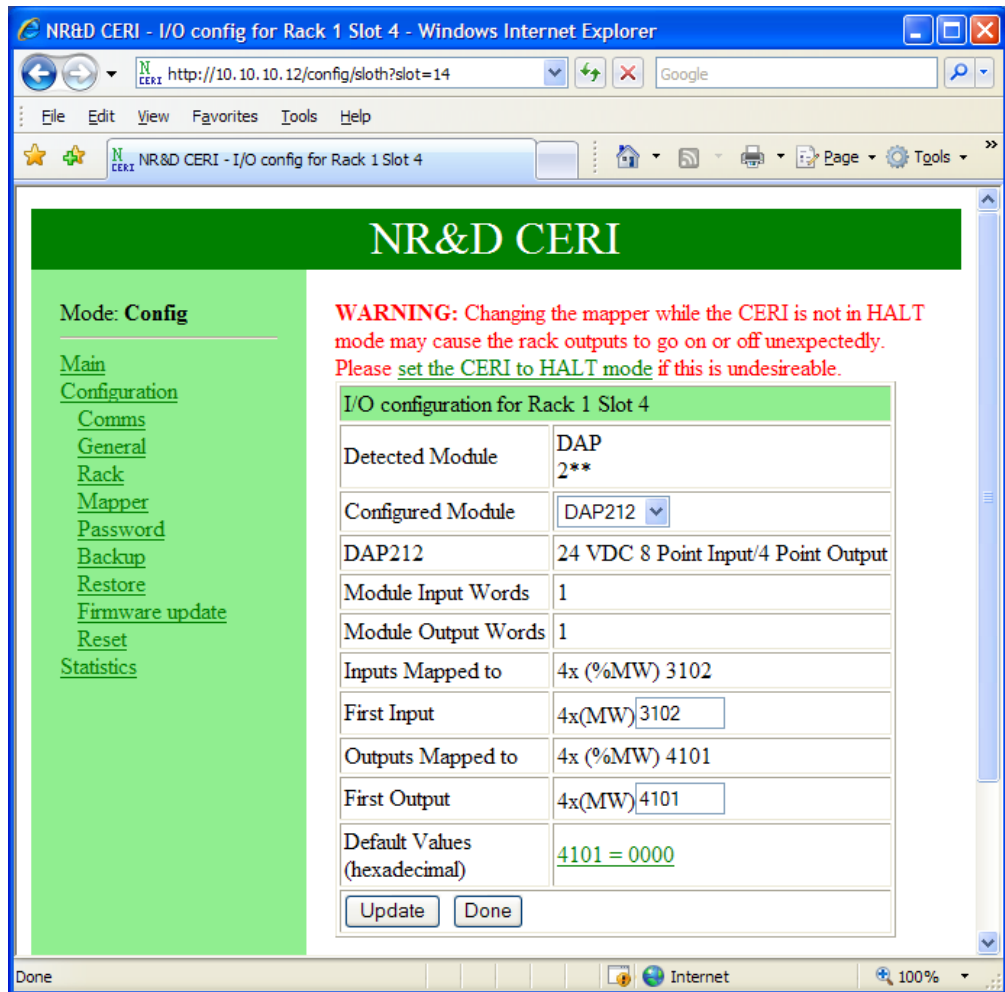 NR&D CERI - I/O config for Rack 1 Slot 4 - Windows Internet Explorer
N CERI http://10.10.10.12/config/sloth?slot=14
Google
File Edit View Favorites Tools Help
N CERI NR&D CERI - I/O config for Rack 1 Slot 4
Page Tools »
NR&D CERI
Mode: Config
Main
Configuration
Comms
General
Rack
Mapper
Password
Backup
Restore
Firmware update
Reset
Statistics
WARNING: Changing the mapper while the CERI is not in HALT
mode may cause the rack outputs to go on or off unexpectedly.
Please set the CERI to HALT mode if this is undesireable.
I/O configuration for Rack 1 Slot 4
Detected Module DAP
2**
Configured Module DAP212
DAP212 24 VDC 8 Point Input/4 Point Output
Module Input Words 1
Module Output Words 1
Inputs Mapped to 4x (%MW) 3102
First Input 4x(MW) 3102
Outputs Mapped to 4x (%MW) 4101
First Output 4x(MW) 4101
Default Values
(hexadecimal) 4101 = 0000
Update Done
Done Internet 100%